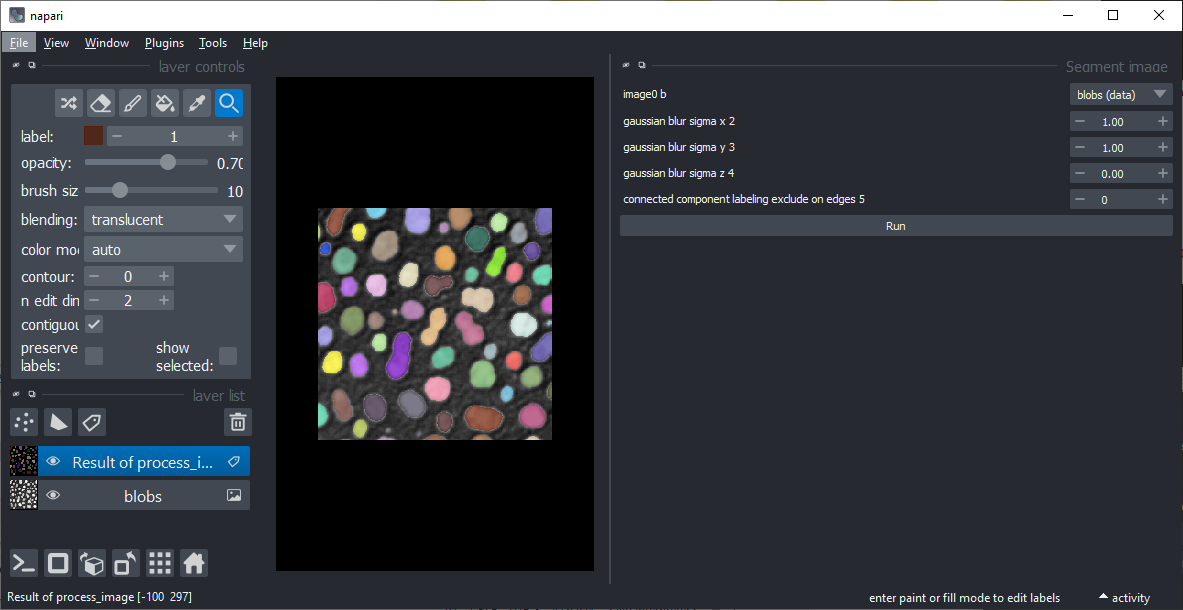 napari
File View Window Plugins Tools Help
layer controls
label: 1
opacity: 0.70
brush siz 10
blending: translucent
color mo auto
contour: 0
n edit din 2
contiguou
preserve labels: show selected:
layer list
Result of process_i...
blobs
Segment image
image0 b blobs (data)
gaussian blur sigma x 2 1.00
gaussian blur sigma y 3 1.00
gaussian blur sigma z 4 0.00
connected component labeling exclude on edges 5 0
Run
Result of process_image [-100 297] enter paint or fill mode to edit labels activity